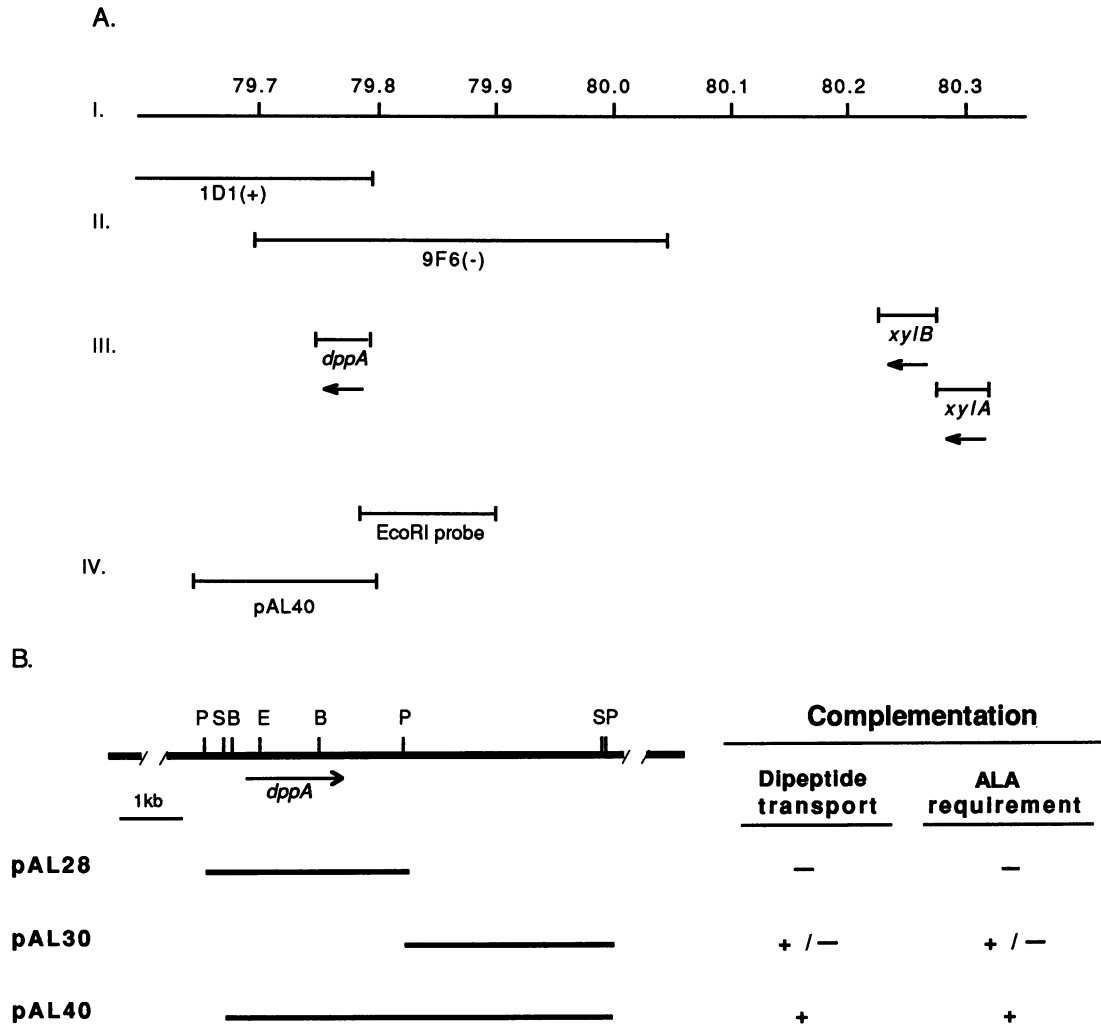 A.
79.7 79.8 79.9 80.0 80.1 80.2 80.3
I.
1D1(+)
II.
9F6(-)
III.
dppA
xylB
xylA
EcoRI probe
IV.
pAL40
B.
P S B E B P S P
dppA
1kb
Complementation
Dipeptide transport
ALA requirement
pAL28 — —
pAL30 + / — + / —
pAL40 + +